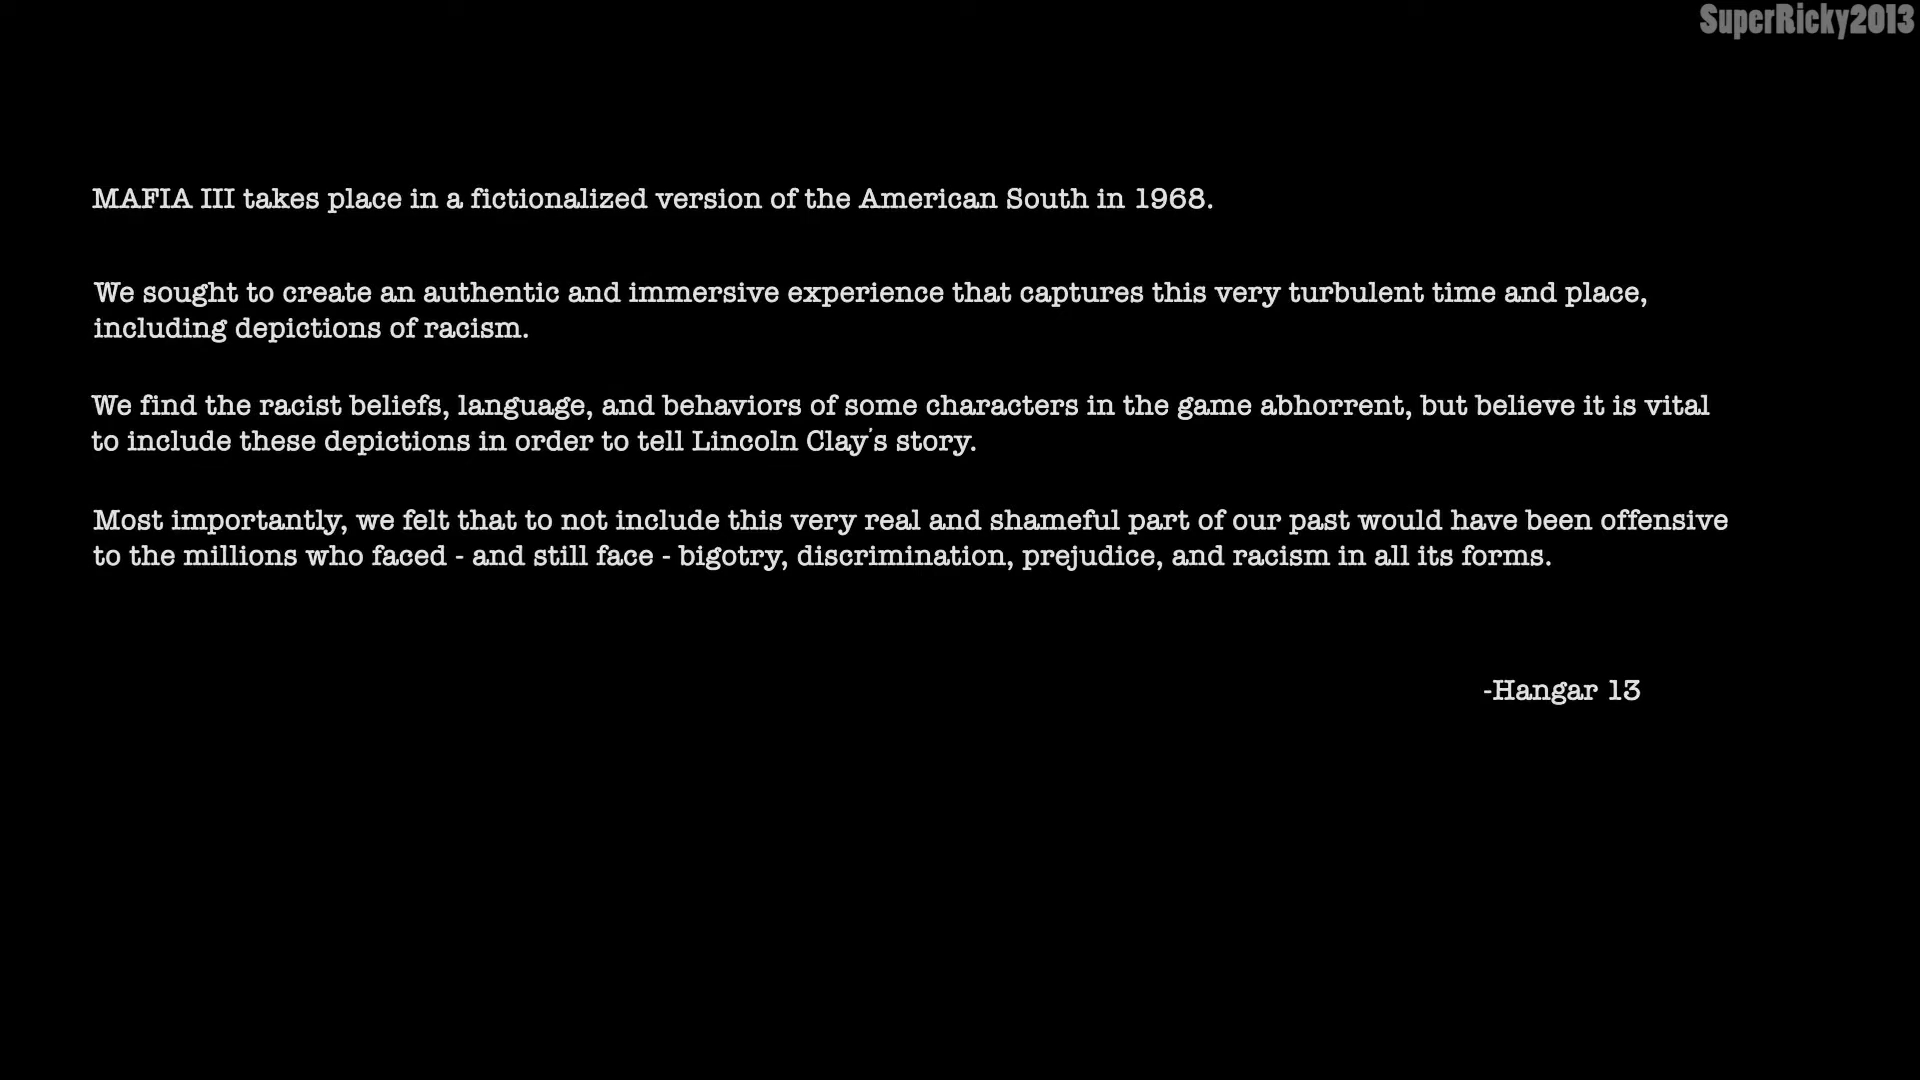 SuperRicky2013
MAFIA III takes place in a fictionalized version of the American South in 1968.
We sought to create an authentic and immersive experience that captures this very turbulent time and place,
including depictions of racism.
We find the racist beliefs, language, and behaviors of some characters in the game abhorrent, but believe it is vital
to include these depictions in order to tell Lincoln Clay's story.
Most importantly, we felt that to not include this very real and shameful part of our past would have been offensive
to the millions who faced - and still face - bigotry, discrimination, prejudice, and racism in all its forms.
-Hangar 13